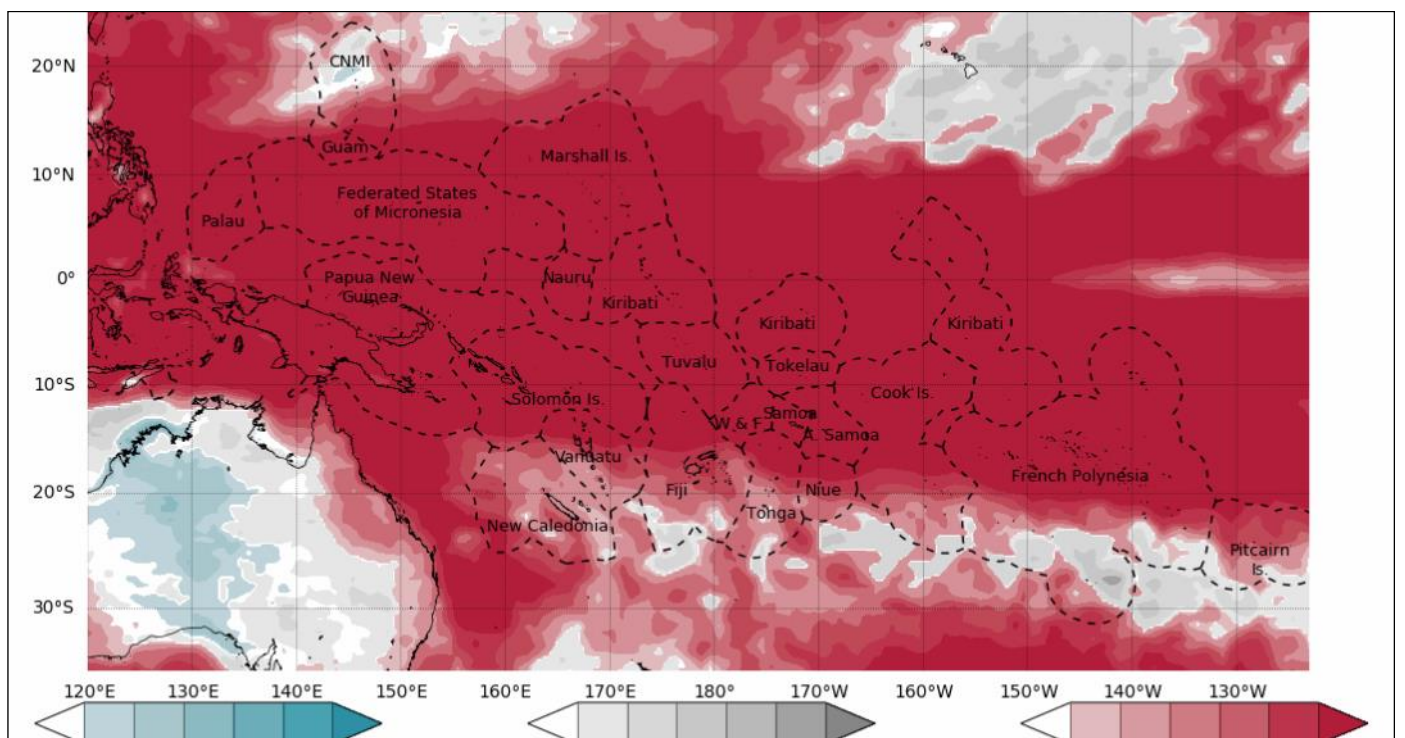 CNMI
20°N
Guam
Marshall Is.
10°N
Federated States
of Micronesia
Palau
0°
Papua New
Guinea
Nauru
Kiribati
Kiribati
Kiribati
Tuvalu
Tokelau
10°S
Cook Is.
Solomon Is.
Samoa
W & F
A. Samoa
Vanuatu
French Polynesia
20°S
Fiji
Niue
Tonga
New Caledonia
Pitcairn
Is.
30°S
120°E 130°E 140°E 150°E 160°E 170°E 180° 170°W 160°W 150°W 140°W 130°W